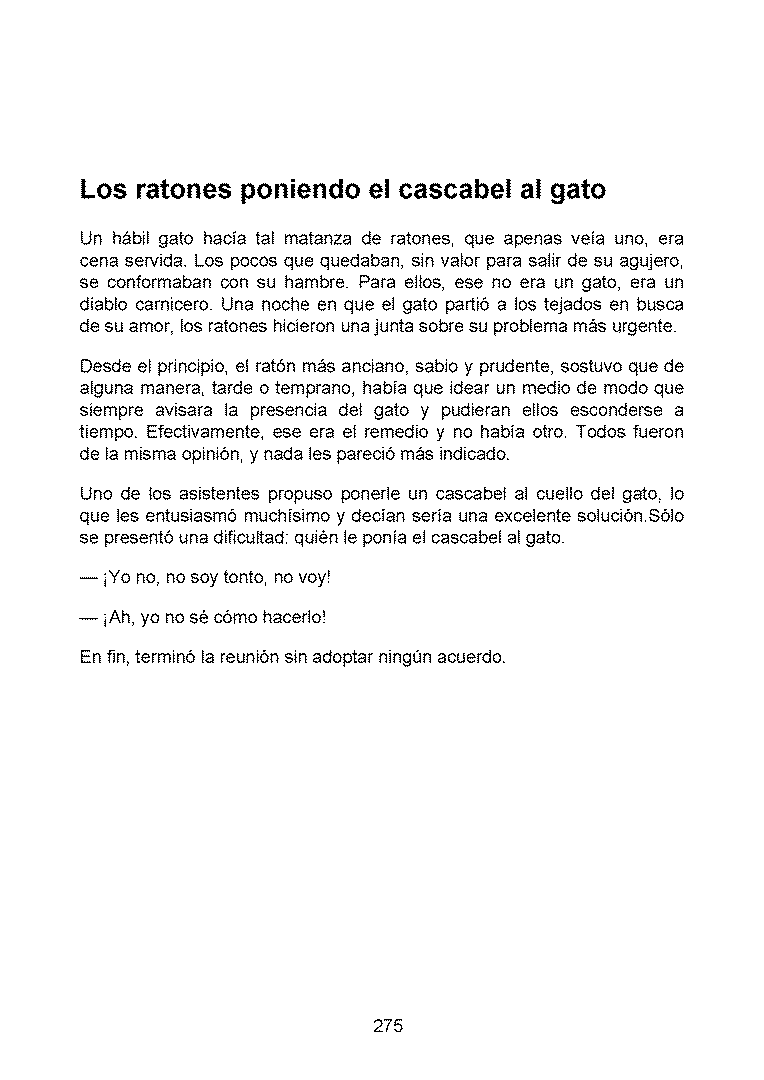 Los ratones poniendo el cascabel al gato
Un hábil gato hacía tal matanza de ratones, que apenas veía uno, era
cena servida. Los pocos que quedaban, sin valor para salir de su agujero,
se conformaban con su hambre. Para ellos, ese no era un gato, era un
diablo carnicero. Una noche en que el gato partió a los tejados en busca
de su amor, los ratones hicieron una junta sobre su problema más urgente.
Desde el principio, el ratón más anciano, sabio y prudente, sostuvo que de
alguna manera, tarde o temprano, había que idear un medio de modo que
siempre avisara la presencia del gato y pudieran ellos esconderse a
tiempo. Efectivamente, ese era el remedio y no había otro. Todos fueron
de la misma opinión, y nada les pareció más indicado.
Uno de los asistentes propuso ponerle un cascabel al cuello del gato, lo
que les entusiasmó muchísimo y decían sería una excelente solución.Sólo
se presentó una dificultad: quién le ponía el cascabel al gato.
— ¡Yo no, no soy tonto, no voy!
— ¡Ah, yo no sé cómo hacerlo!
En fin, terminó la reunión sin adoptar ningún acuerdo.
275